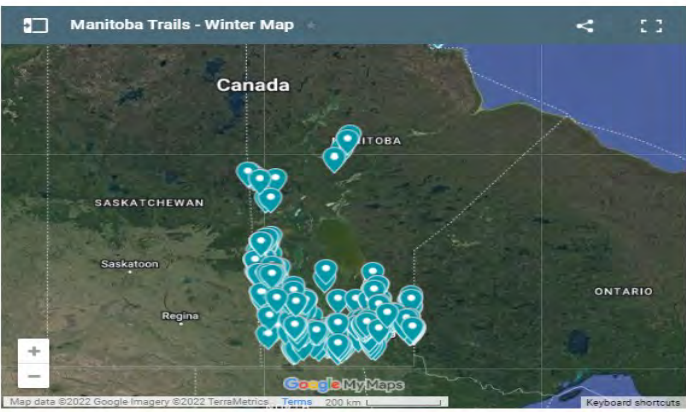 Manitoba Trails - Winter Map
Canada
MANITOBA
SASKATCHEWAN
Saskatoon
ONTARIO
Regina
+
−
Google My Maps
Map data ©2022 Google Imagery ©2022 TerraMetrics Terms 200 km Keyboard shortcuts